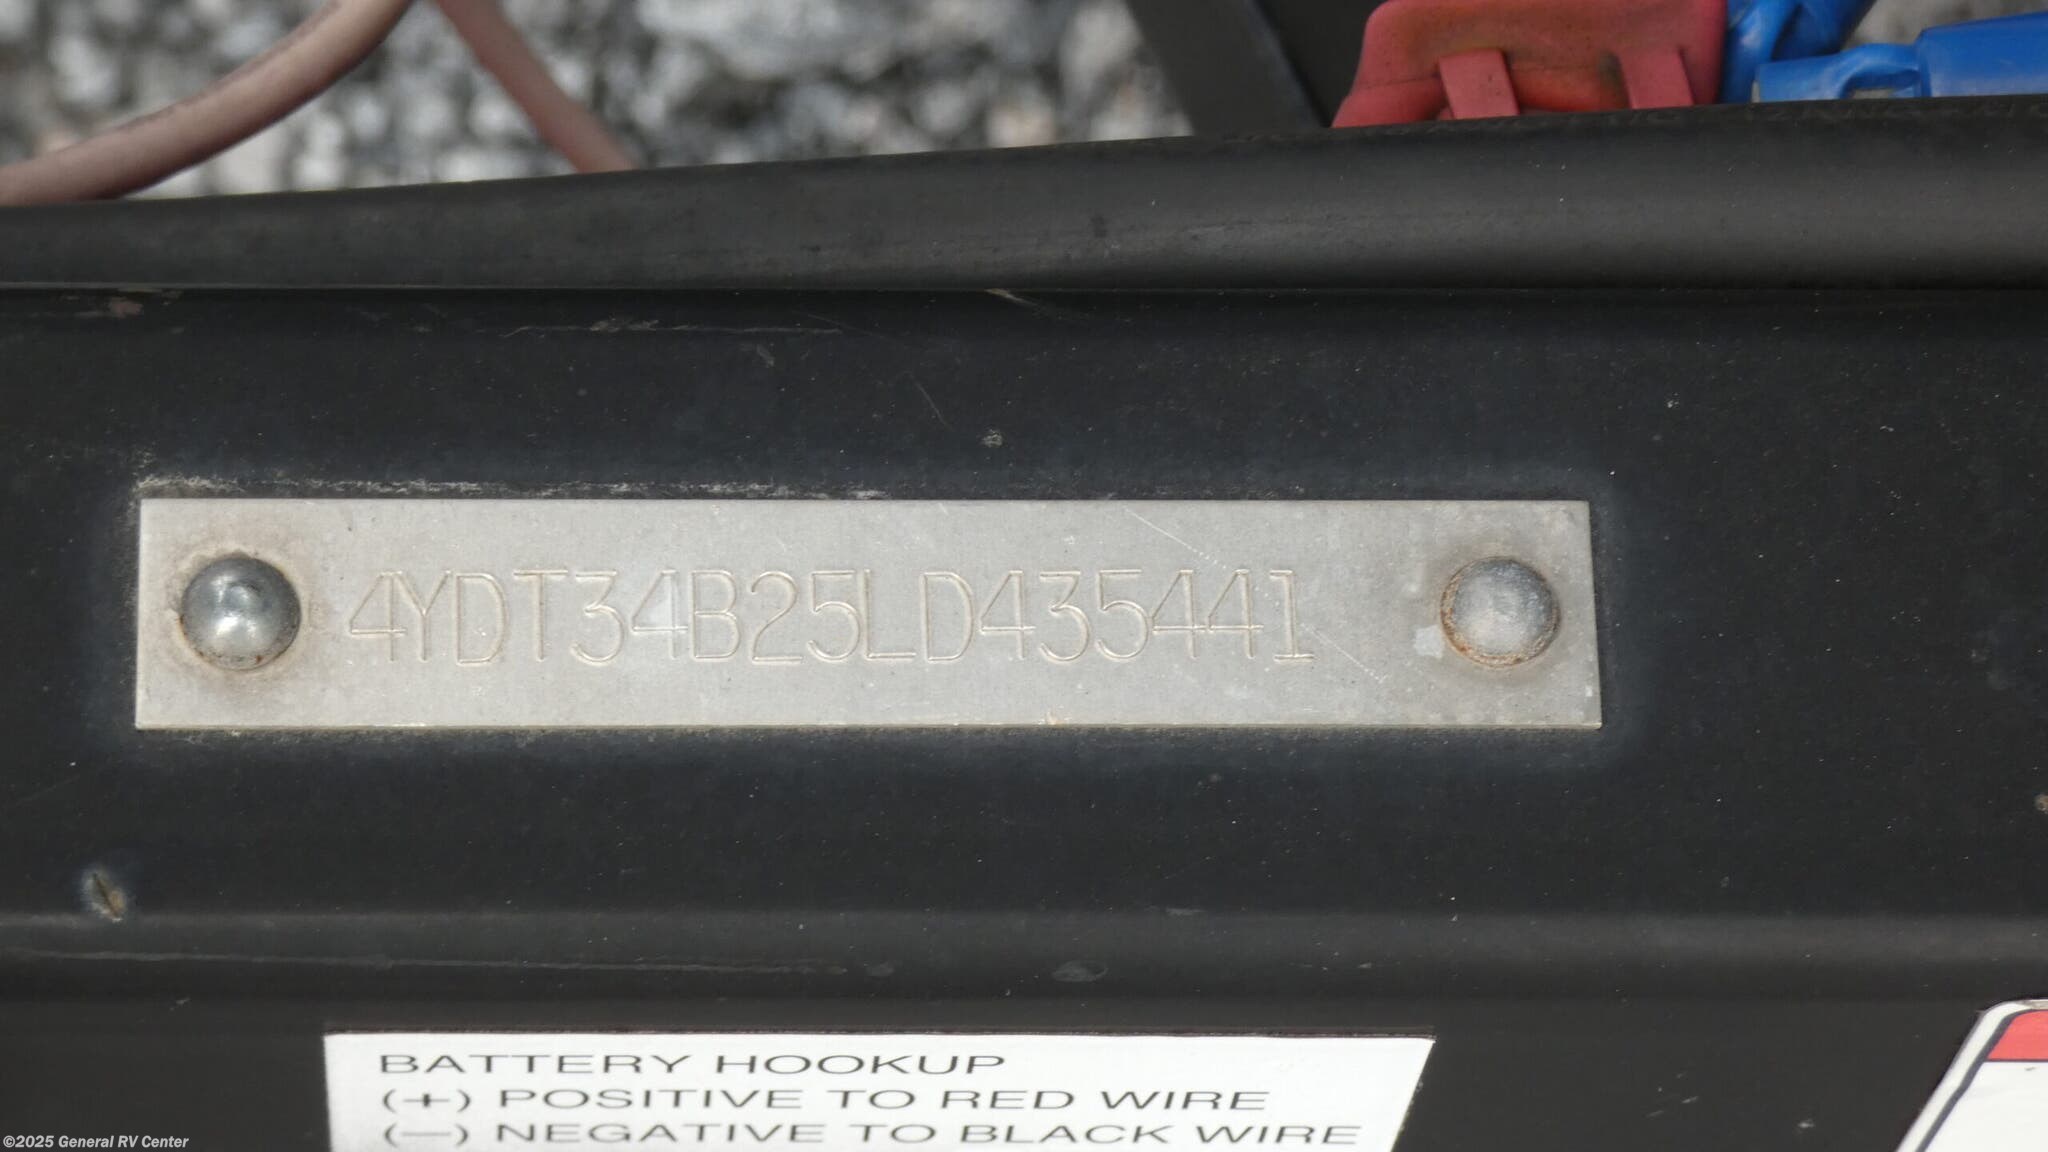 4YDT34B25LD435441
BATTERY HOOKUP
(+) POSITIVE TO RED WIRE
(—) NEGATIVE TO BLACK WIRE
©2025 General RV Center